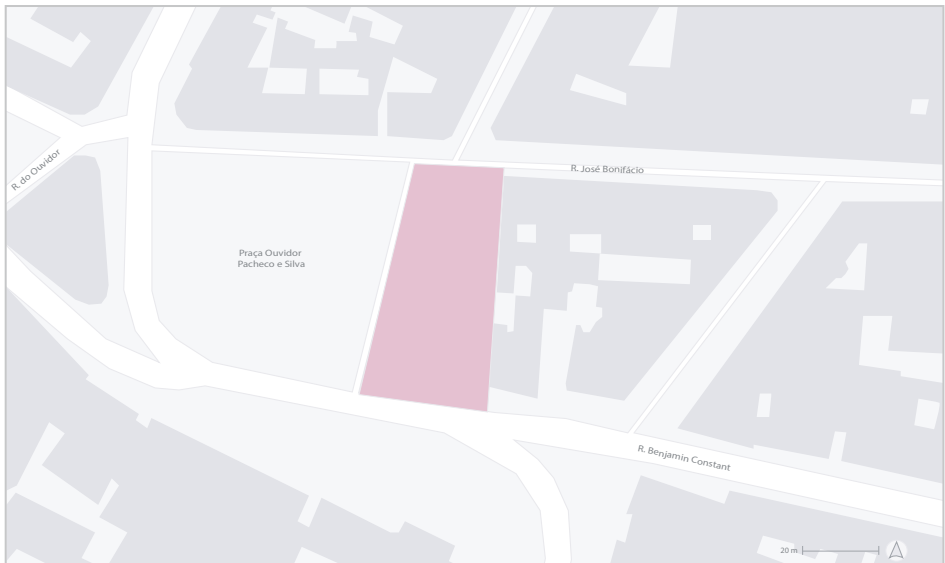 R. do Ouvidor
R. José Bonifácio
Praça Ouvidor
Pacheco e Silva
R. Benjamin Constant
20 m